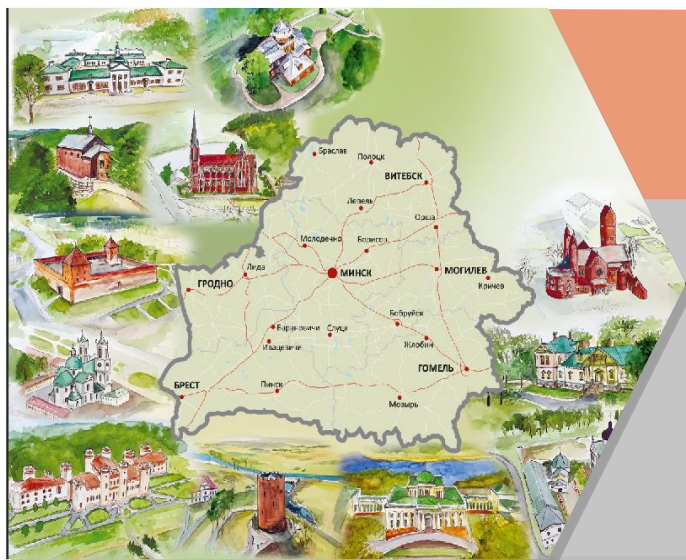 Браслав
Полоцк
ВИТЕБСК
Лепель
Орша
Молодечно
Борисов
Лида
МИНСК
МОГИЛЕВ
ГРОДНО
Кричев
Бобруйск
Барановичи
Слуцк
Ивацевичи
Жлобин
ГОМЕЛЬ
БРЕСТ
Пинск
Мозырь